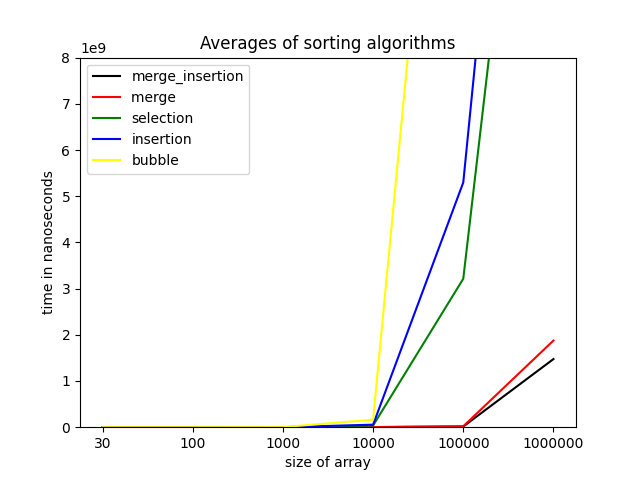 Averages of sorting algorithms
1e9
8
7
6
5
4
3
2
1
0
time in nanoseconds
merge_insertion
merge
selection
insertion
bubble
30 100 1000 10000 100000 1000000
size of array